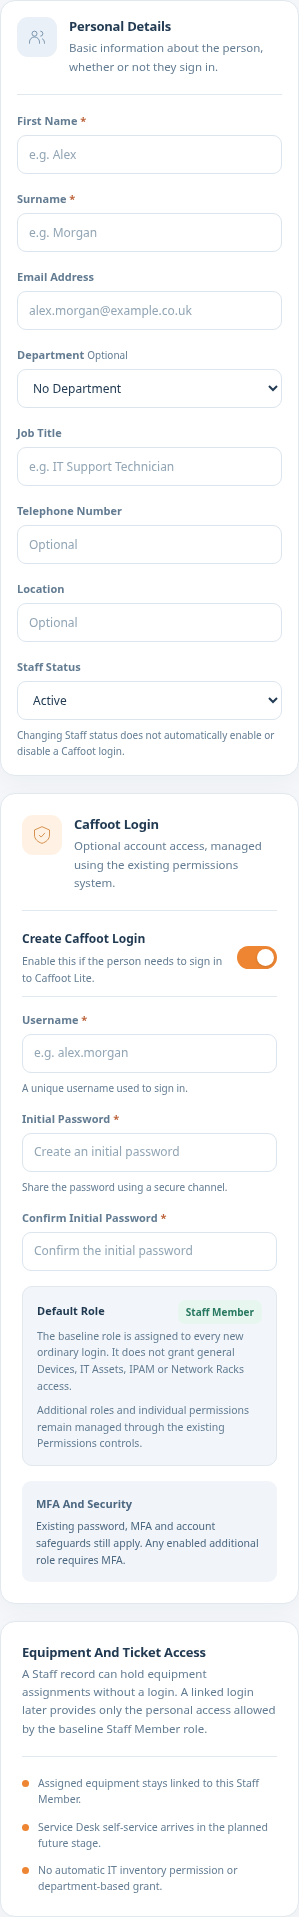 Personal Details
Basic information about the person,
whether or not they sign in.
First Name *
e.g. Alex
Surname *
e.g. Morgan
Email Address
alex.morgan@example.co.uk
Department Optional
No Department
Job Title
e.g. IT Support Technician
Telephone Number
Optional
Location
Optional
Staff Status
Active
Changing Staff status does not automatically enable or
disable a Caffoot login.
Caffoot Login
Optional account access, managed
using the existing permissions
system.
Create Caffoot Login
Enable this if the person needs to sign in
to Caffoot Lite.
Username *
e.g. alex.morgan
A unique username used to sign in.
Initial Password *
Create an initial password
Share the password using a secure channel.
Confirm Initial Password *
Confirm the initial password
Default Role
Staff Member
The baseline role is assigned to every new
ordinary login. It does not grant general
Devices, IT Assets, IPAM or Network Racks
access.
Additional roles and individual permissions
remain managed through the existing
Permissions controls.
MFA And Security
Existing password, MFA and account
safeguards still apply. Any enabled additional
role requires MFA.
Equipment And Ticket Access
A Staff record can hold equipment
assignments without a login. A linked login
later provides only the personal access allowed
by the baseline Staff Member role.
Assigned equipment stays linked to this Staff
Member.
Service Desk self-service arrives in the planned
future stage.
No automatic IT inventory permission or
department-based grant.